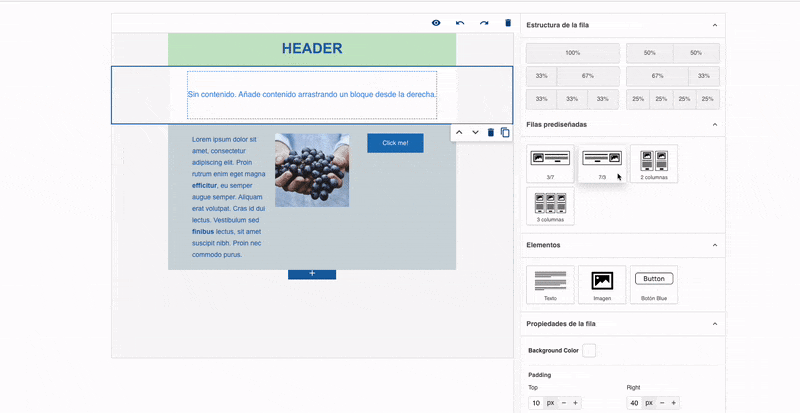 Estructura de la fila
HEADER
100%
50% 50%
33% 67%
67% 33%
33% 33% 33%
25% 25% 25% 25%
Sin contenido. Añade contenido arrastrando un bloque desde la derecha.
Filas prediseñadas
3/7
7/3
2 columnas
3 columnas
Lorem ipsum dolor sit
amet, consectetur
adipiscing elit. Proin
rutrum enim eget magna
efficitur, eu semper
augue semper. Aliquam
erat volutpat. Cras id dui
lectus. Vestibulum sed
finibus lectus, sit amet
suscipit nibh. Proin nec
commodo purus.
Click me!
+
Elementos
Texto
Imagen
Button
Botón Blue
Propiedades de la fila
Background Color
Padding
Top
Right
10 px − +
40 px − +